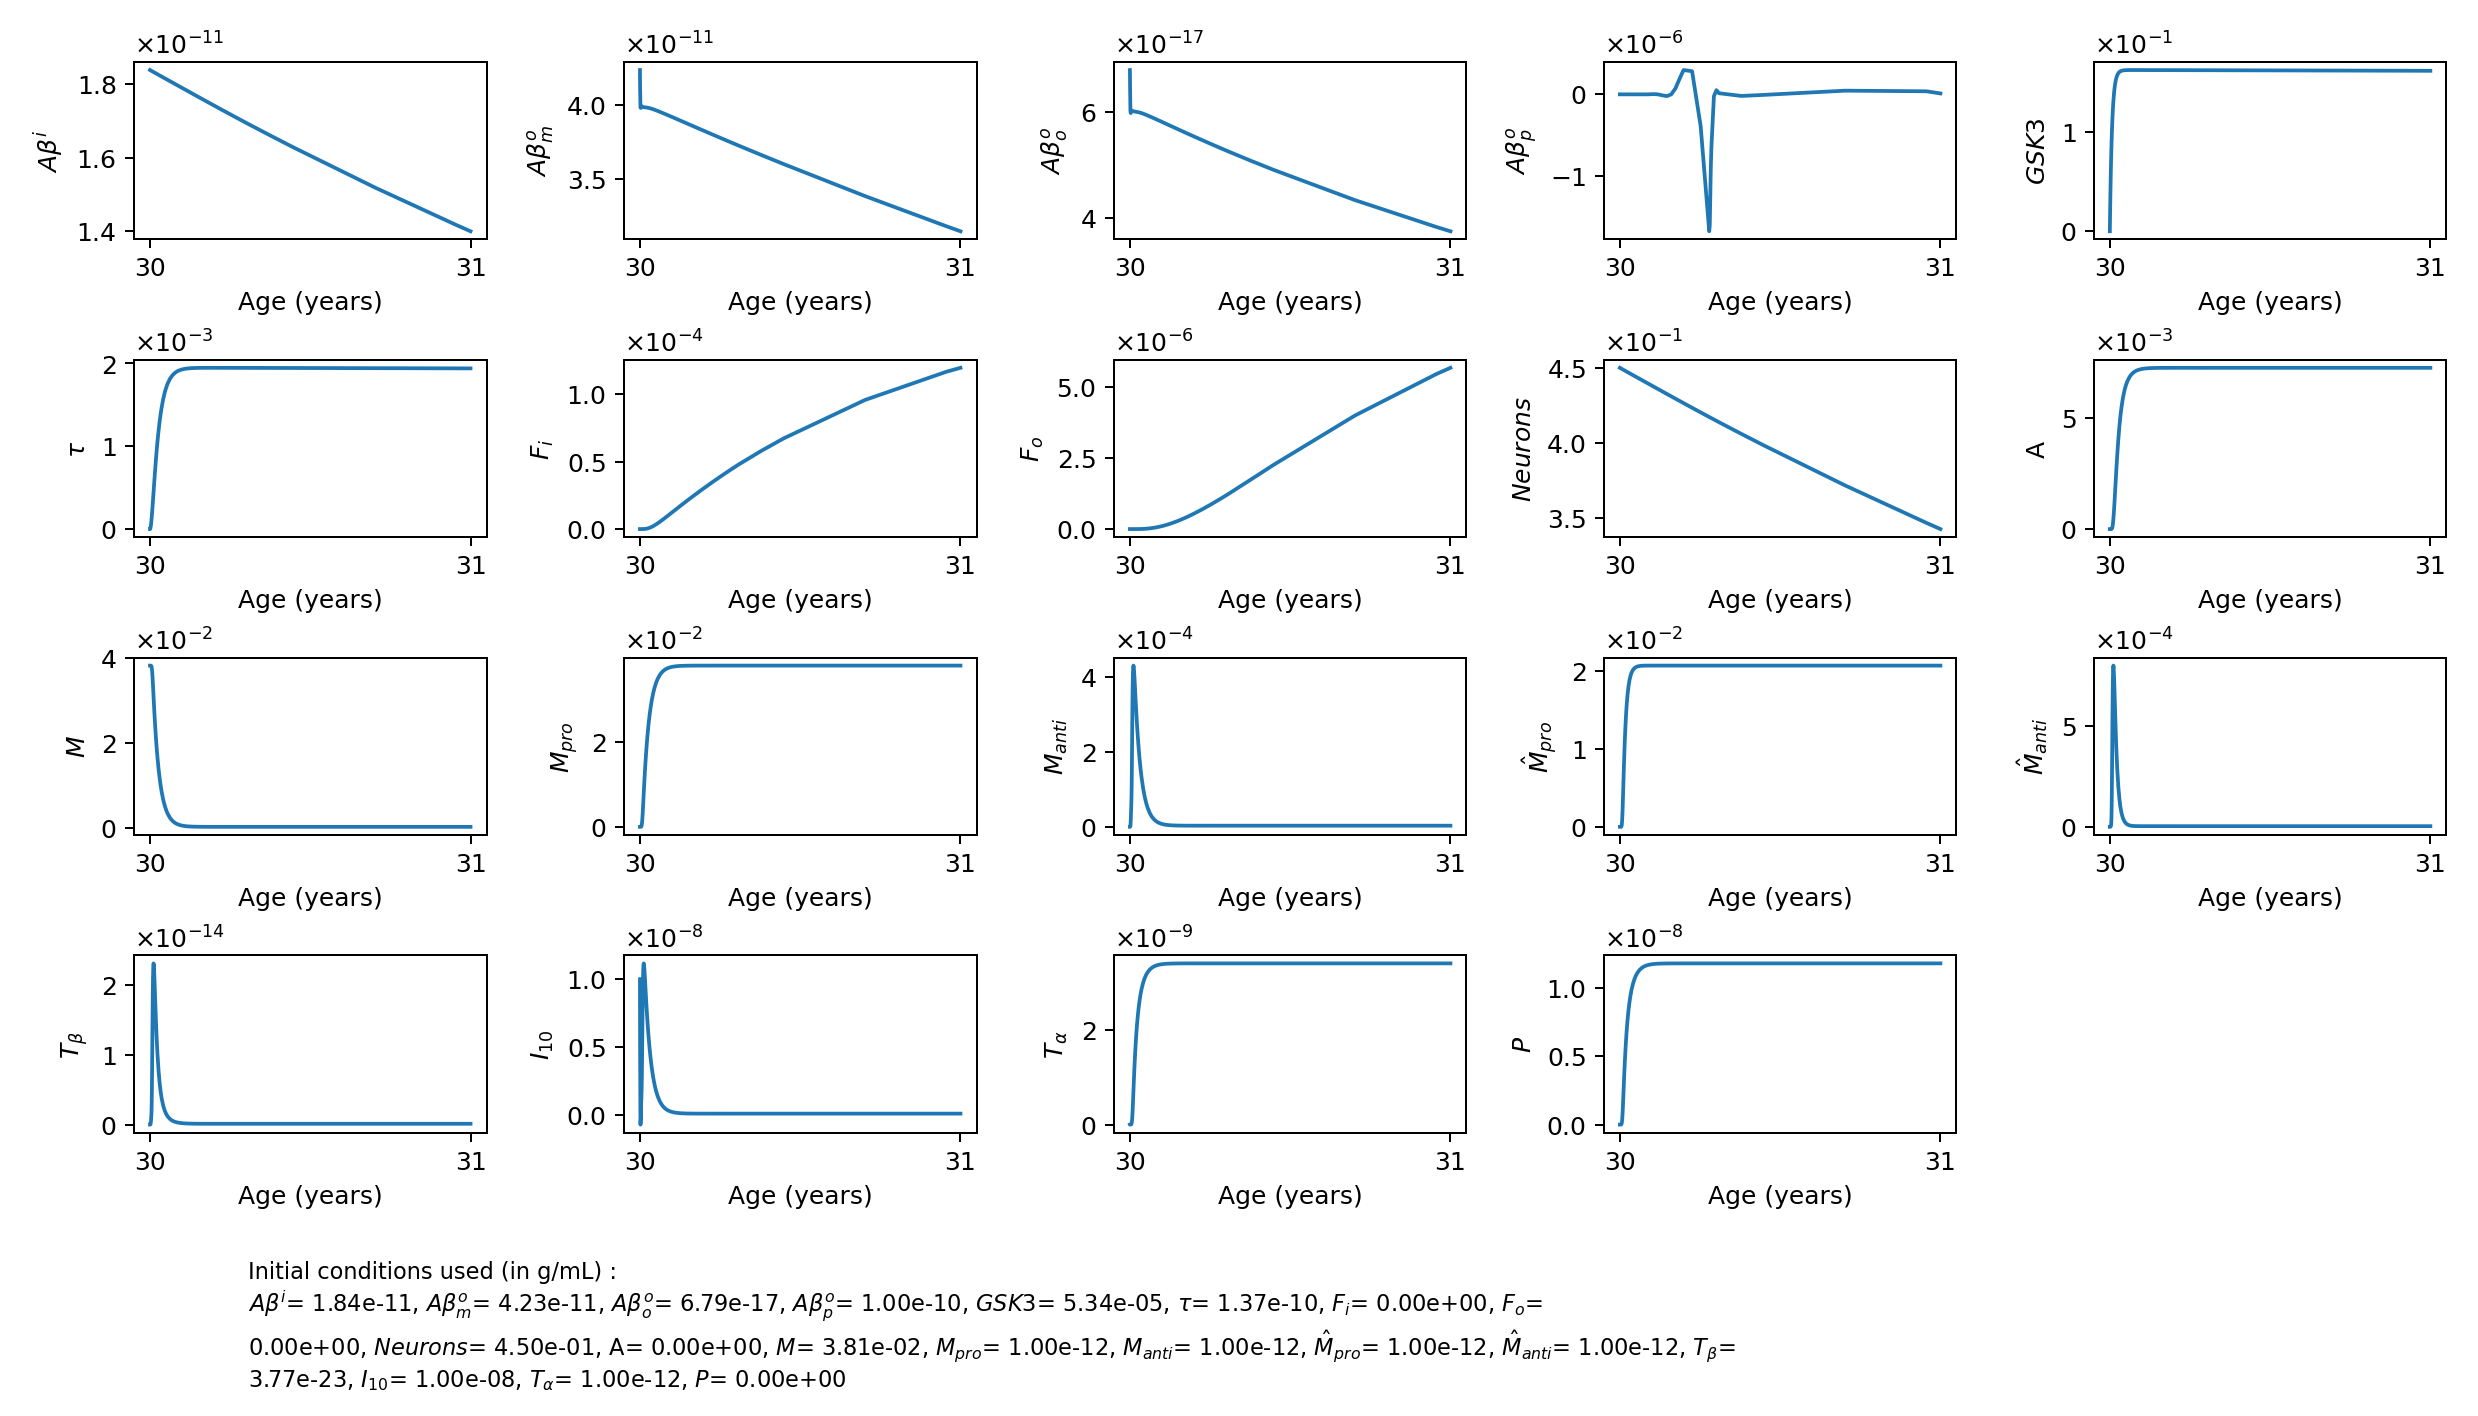 ×10⁻¹¹ ×10⁻¹¹ ×10⁻¹⁷ ×10⁻⁶ ×10⁻¹
1.8 4.0 6 0 1
1.6 3.5 4 −1 0
1.4
Aβⁱ Aβₘᵒ Aβₒᵒ Aβₚᵒ GSK3
30 31 30 31 30 31 30 31 30 31
Age (years) Age (years) Age (years) Age (years) Age (years)
×10⁻³ ×10⁻⁴ ×10⁻⁶ ×10⁻¹ ×10⁻³
2 1.0 5.0 4.5 5
1 0.5 2.5 4.0 0
0 0.0 0.0 3.5
τ Fᵢ Fₒ Neurons A
30 31 30 31 30 31 30 31 30 31
Age (years) Age (years) Age (years) Age (years) Age (years)
×10⁻² ×10⁻² ×10⁻⁴ ×10⁻² ×10⁻⁴
4 2 4 2 5
2 0 2 1 0
0 0 0
M M_pro M_anti M̂_pro M̂_anti
30 31 30 31 30 31 30 31 30 31
Age (years) Age (years) Age (years) Age (years) Age (years)
×10⁻¹⁴ ×10⁻⁸ ×10⁻⁹ ×10⁻⁸
2 1.0 2 1.0
1 0.5 0 0.5
0 0.0 0.0
T_β I₁₀ T_α P
30 31 30 31 30 31 30 31
Age (years) Age (years) Age (years) Age (years)
Initial conditions used (in g/mL) :
Aβⁱ= 1.84e-11, Aβₘᵒ= 4.23e-11, Aβₒᵒ= 6.79e-17, Aβₚᵒ= 1.00e-10, GSK3= 5.34e-05, τ= 1.37e-10, Fᵢ= 0.00e+00, Fₒ=
0.00e+00, Neurons= 4.50e-01, A= 0.00e+00, M= 3.81e-02, M_pro= 1.00e-12, M_anti= 1.00e-12, M̂_pro= 1.00e-12, M̂_anti= 1.00e-12, T_β=
3.77e-23, I₁₀= 1.00e-08, T_α= 1.00e-12, P= 0.00e+00